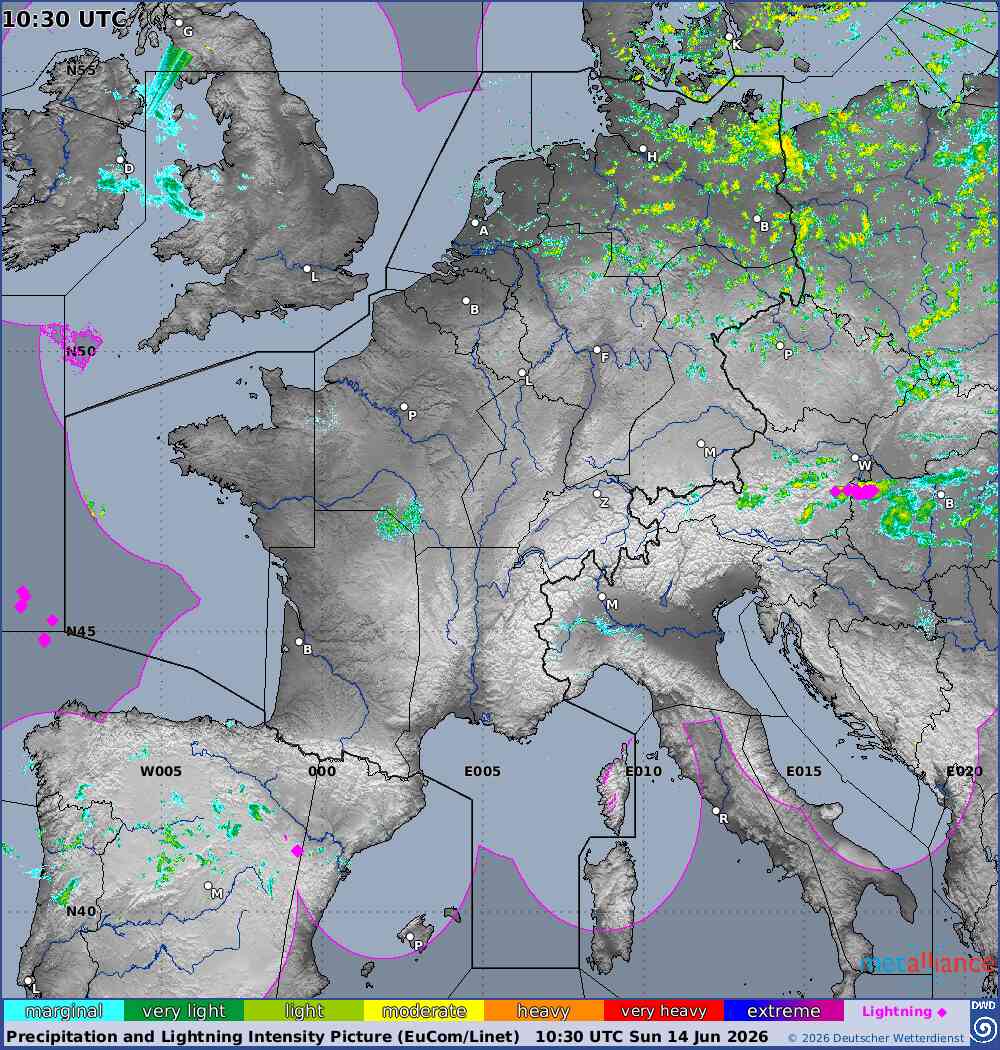 10:30 UTC
G
K
N55
D
H
A
B
L
B
N50
P
F
L
P
M
W
Z
B
M
N45
B
W005
000
E005
E010
E015
E020
R
M
N40
P
L
metalliance
marginal very light light moderate heavy very heavy extreme Lightning
DWD
Precipitation and Lightning Intensity Picture (EuCom/Linet) 10:30 UTC Sun 14 Jun 2026 © 2026 Deutscher Wetterdienst